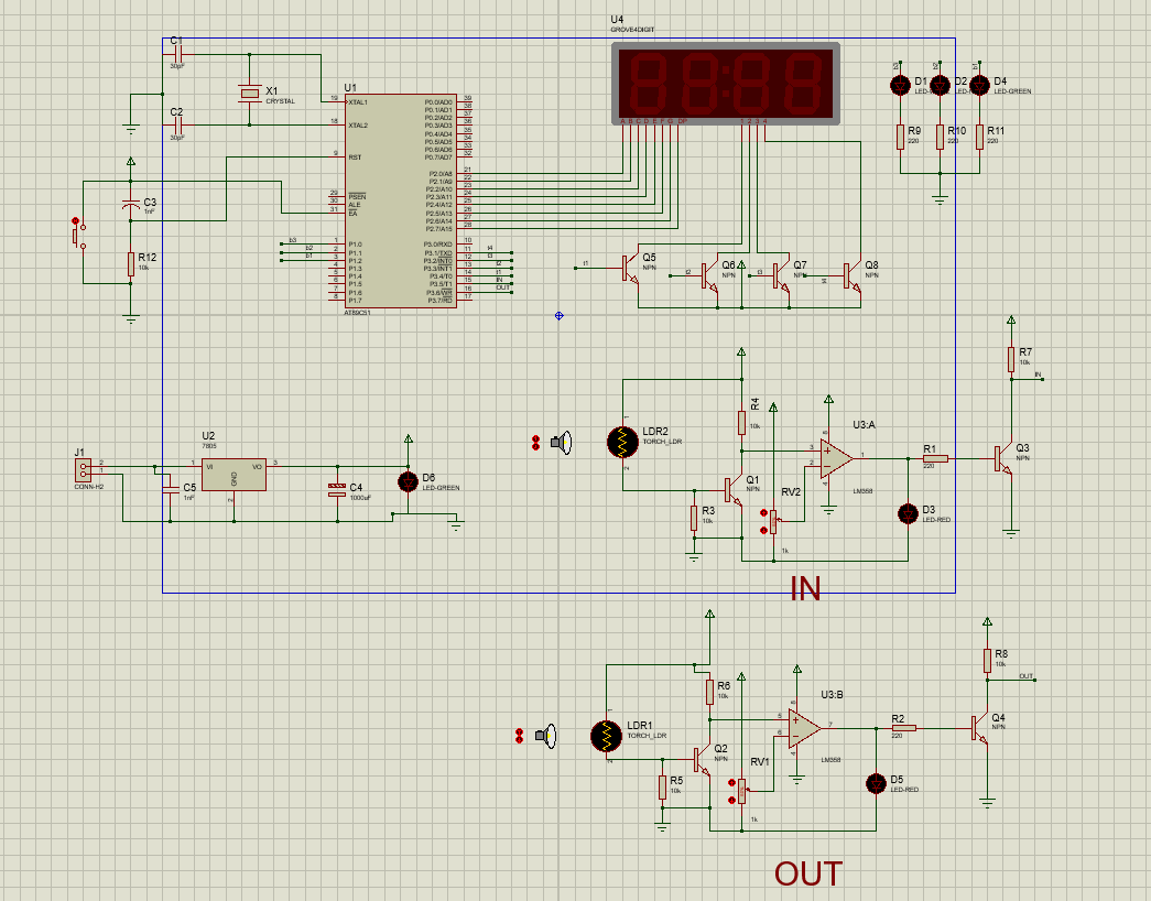 U4
GROVE4DIGIT
A B C D E F G DP
1 2 3 4
C1
30pF
X1
CRYSTAL
C2
30pF
U1
19 XTAL1
18 XTAL2
9 RST
29 PSEN
30 ALE
31 EA
1 P1.0
2 P1.1
3 P1.2
4 P1.3
5 P1.4
6 P1.5
7 P1.6
8 P1.7
P0.0/AD0 39
P0.1/AD1 38
P0.2/AD2 37
P0.3/AD3 36
P0.4/AD4 35
P0.5/AD5 34
P0.6/AD6 33
P0.7/AD7 32
P2.0/A8 21
P2.1/A9 22
P2.2/A10 23
P2.3/A11 24
P2.4/A12 25
P2.5/A13 26
P2.6/A14 27
P2.7/A15 28
P3.0/RXD 10
P3.1/TXD 11
P3.2/INT0 12
P3.3/INT1 13
P3.4/T0 14
P3.5/T1 15
P3.6/WR 16
P3.7/RD 17
AT89C51
b3
b2
b1
t4
t3
t2
t1
IN
OUT
b3
b2
b1
D1
LED-
D2
LED-R
D4
LED-GREEN
R9
220
R10
220
R11
220
C3
1nF
R12
10k
t1
Q5
NPN
t2
Q6
NPN
t3
Q7
NPN
t4
Q8
NPN
J1
2
1
CONN-H2
U2
7805
1 VI
VO 3
GND
2
C5
1nF
C4
1000uF
D6
LED-GREEN
LDR2
TORCH_LDR
1
2
R4
10k
R3
10k
Q1
NPN
RV2
1k
U3:A
3
2
1
8
4
LM358
R1
220
D3
LED-RED
Q3
NPN
R7
10k
IN
IN
LDR1
TORCH_LDR
1
2
R6
10k
R5
10k
Q2
NPN
RV1
1k
U3:B
5
6
7
8
4
LM358
R2
220
D5
LED-RED
Q4
NPN
R8
10k
OUT
OUT